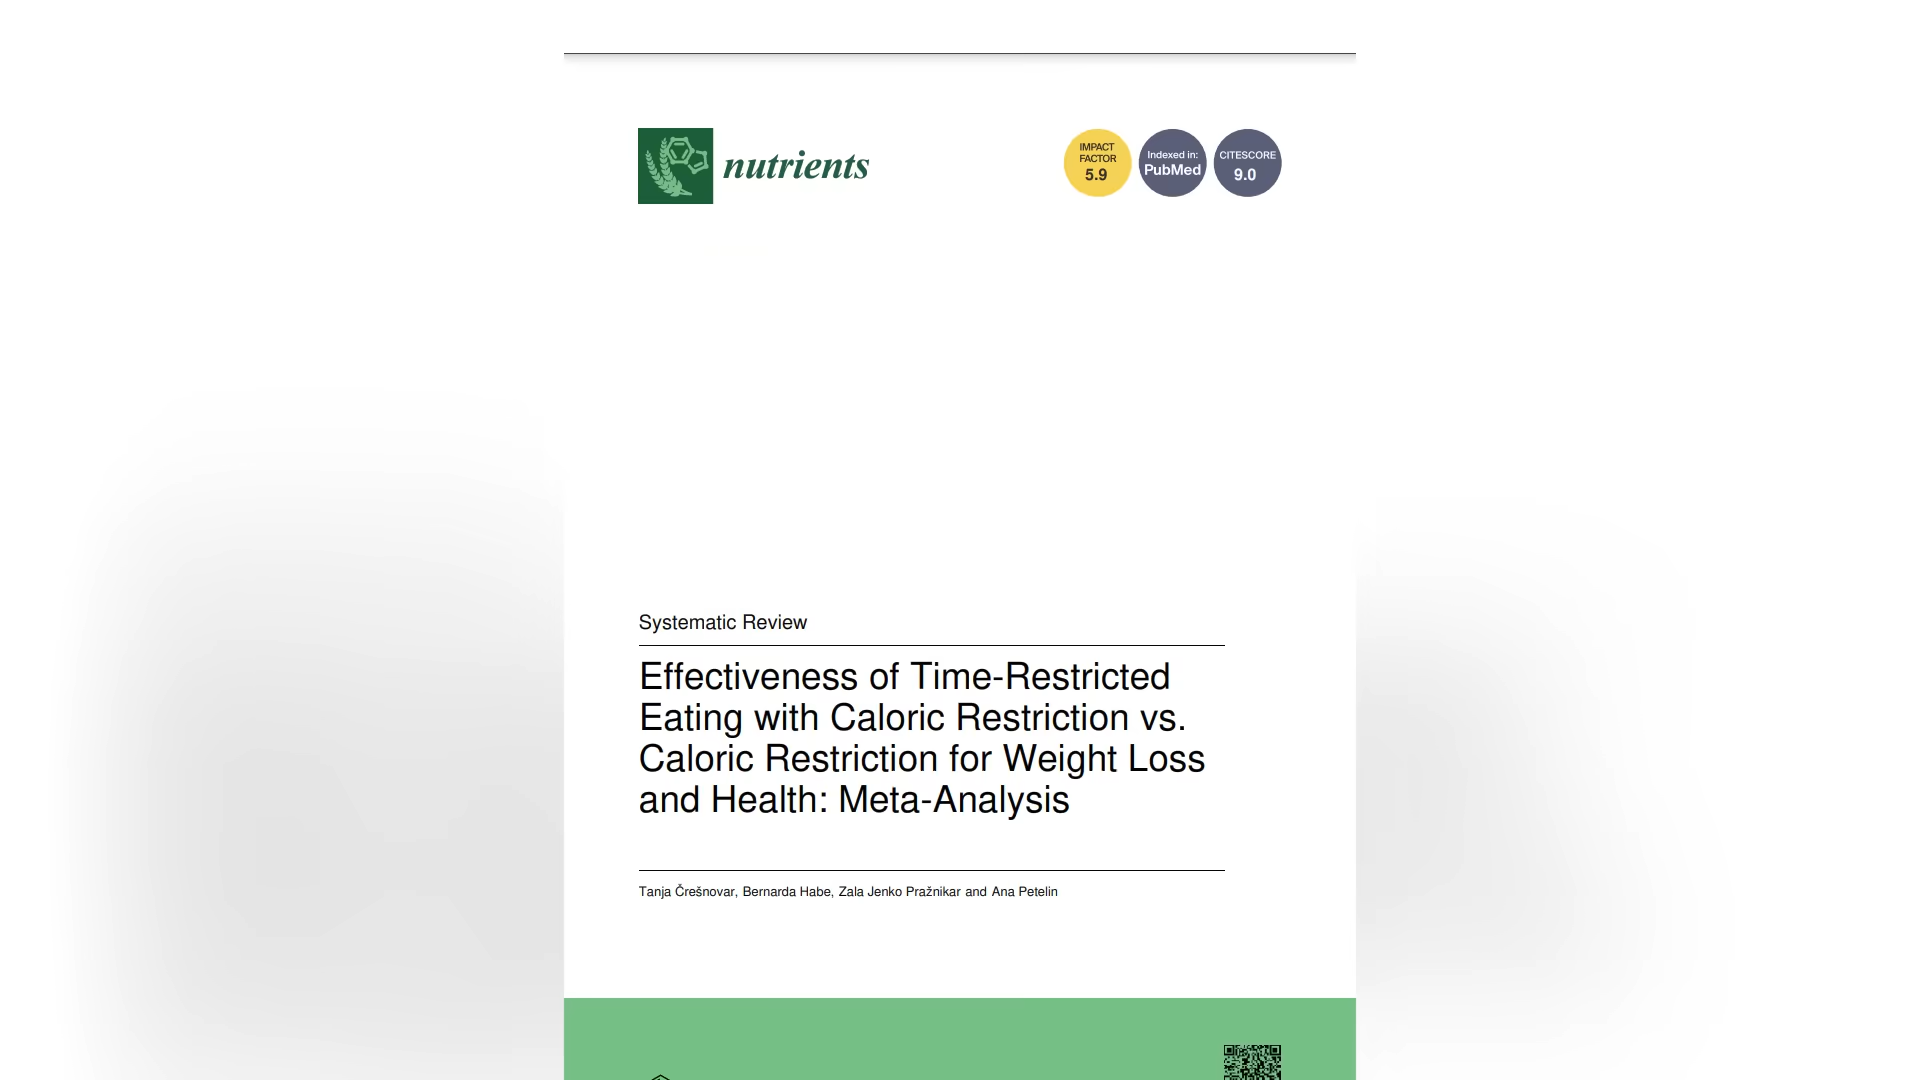 nutrients
IMPACT
FACTOR
5.9
Indexed in:
PubMed
CITESCORE
9.0
Systematic Review
Effectiveness of Time-Restricted
Eating with Caloric Restriction vs.
Caloric Restriction for Weight Loss
and Health: Meta-Analysis
Tanja Črešnovar, Bernarda Habe, Zala Jenko Pražnikar and Ana Petelin